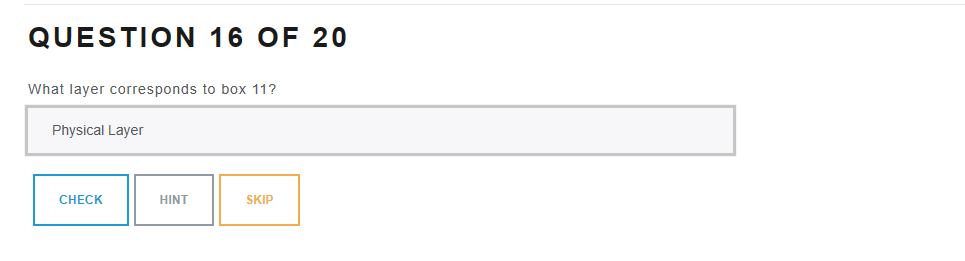 QUESTION 16 OF 20
What layer corresponds to box 11?
Physical Layer
CHECK HINT SKIP